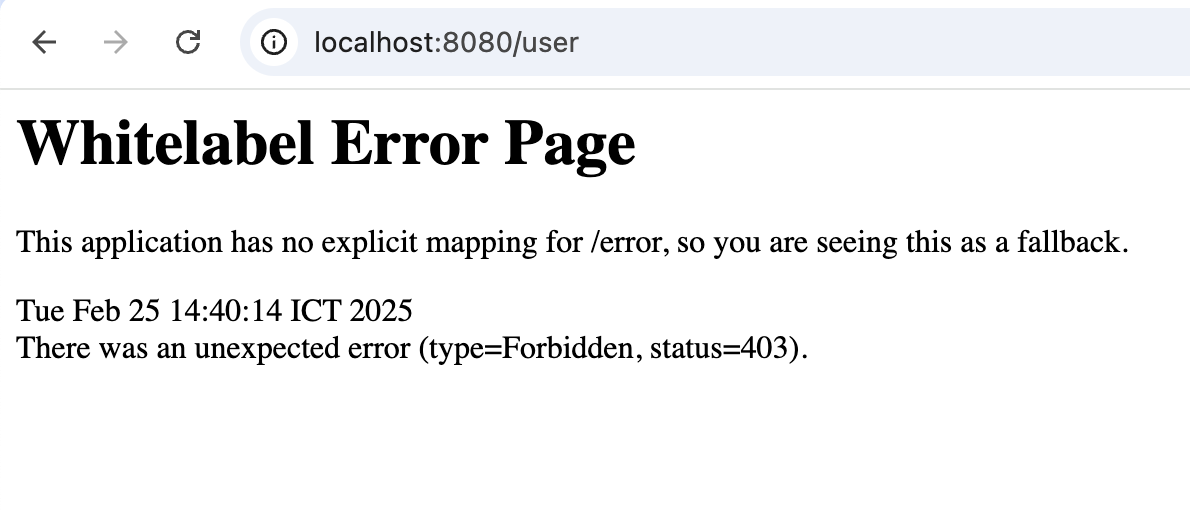 localhost:8080/user
Whitelabel Error Page
This application has no explicit mapping for /error, so you are seeing this as a fallback.
Tue Feb 25 14:40:14 ICT 2025
There was an unexpected error (type=Forbidden, status=403).